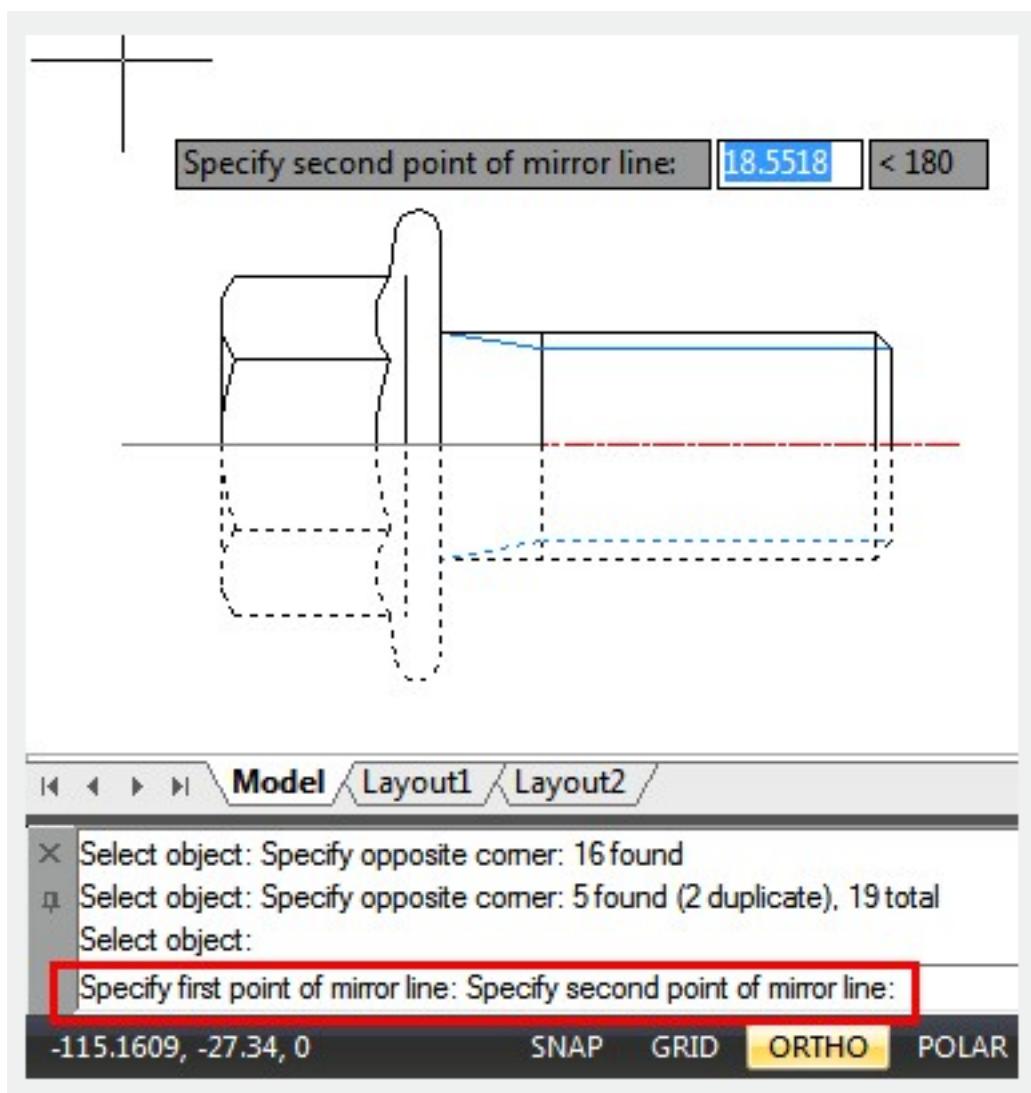 Specify second point of mirror line: 18.5518 < 180
Model Layout1 Layout2
Select object: Specify opposite corner: 16 found
Select object: Specify opposite corner: 5 found (2 duplicate), 19 total
Select object:
Specify first point of mirror line: Specify second point of mirror line:
-115.1609, -27.34, 0 SNAP GRID ORTHO POLAR